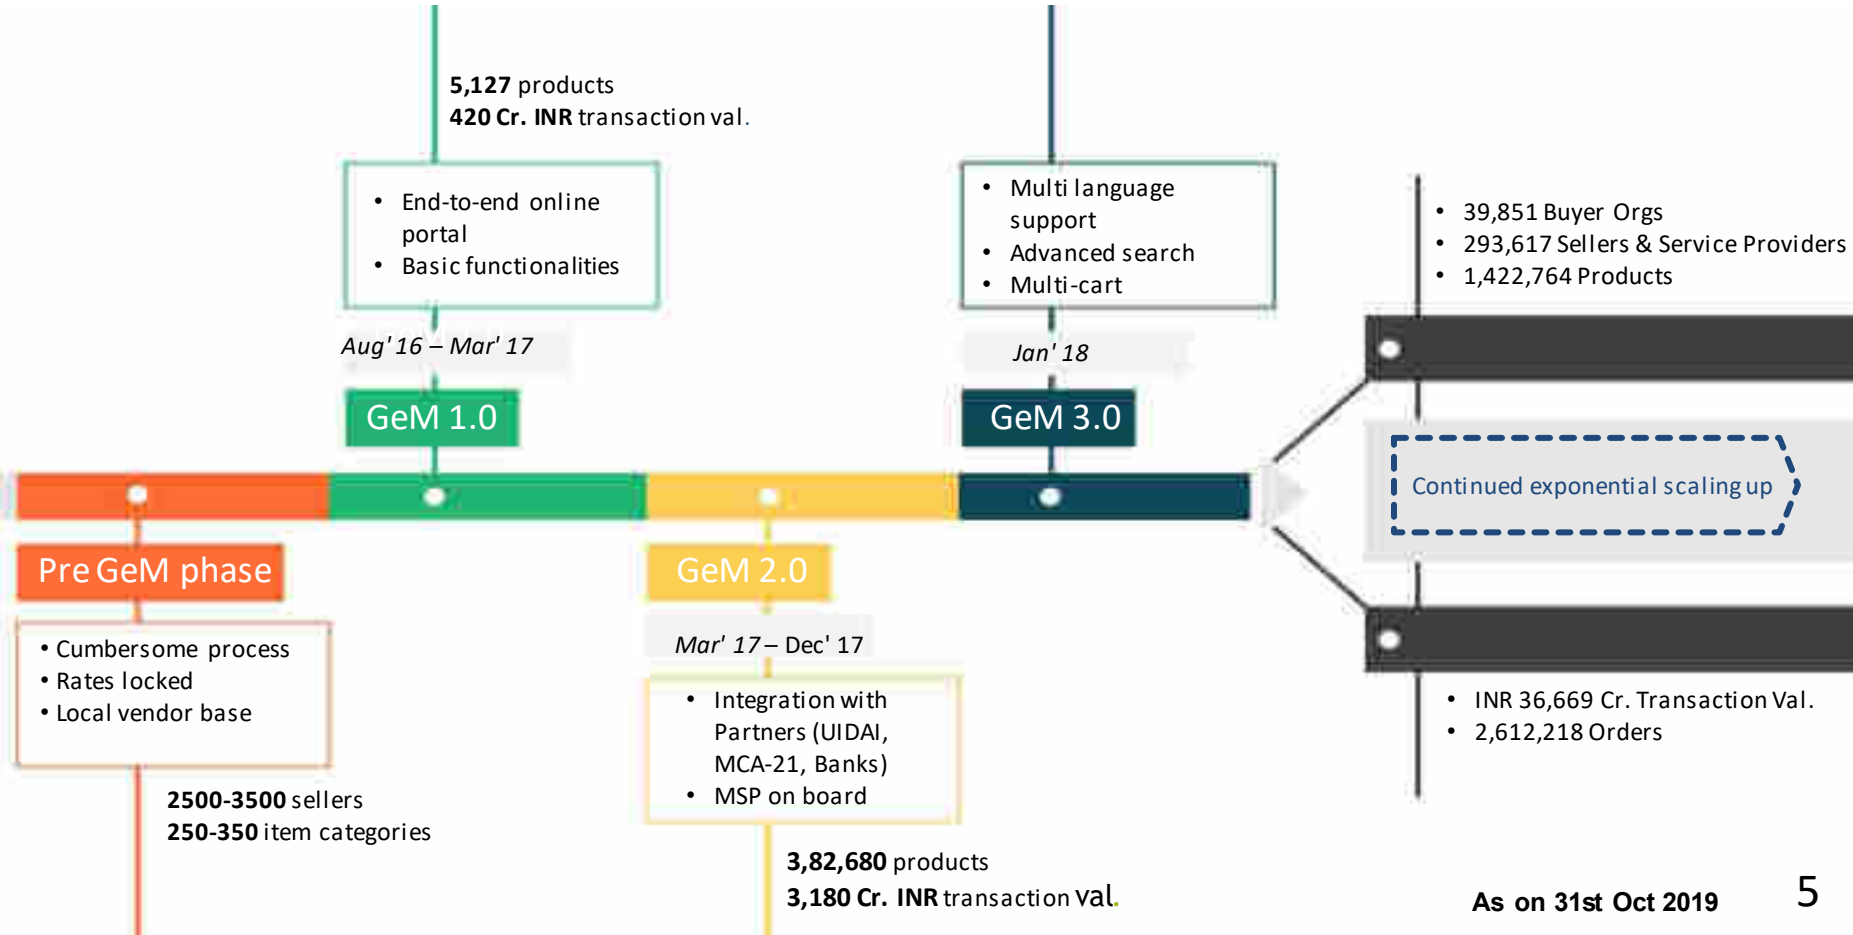 5,127 products
420 Cr. INR transaction val.
• End-to-end online
portal
• Basic functionalities
Aug' 16 – Mar' 17
GeM 1.0
• Multi language
support
• Advanced search
• Multi-cart
Jan' 18
GeM 3.0
• 39,851 Buyer Orgs
• 293,617 Sellers & Service Providers
• 1,422,764 Products
Continued exponential scaling up
Pre GeM phase
• Cumbersome process
• Rates locked
• Local vendor base
2500-3500 sellers
250-350 item categories
GeM 2.0
Mar' 17 – Dec' 17
• Integration with
Partners (UIDAI,
MCA-21, Banks)
• MSP on board
3,82,680 products
3,180 Cr. INR transaction val.
• INR 36,669 Cr. Transaction Val.
• 2,612,218 Orders
As on 31st Oct 2019
5